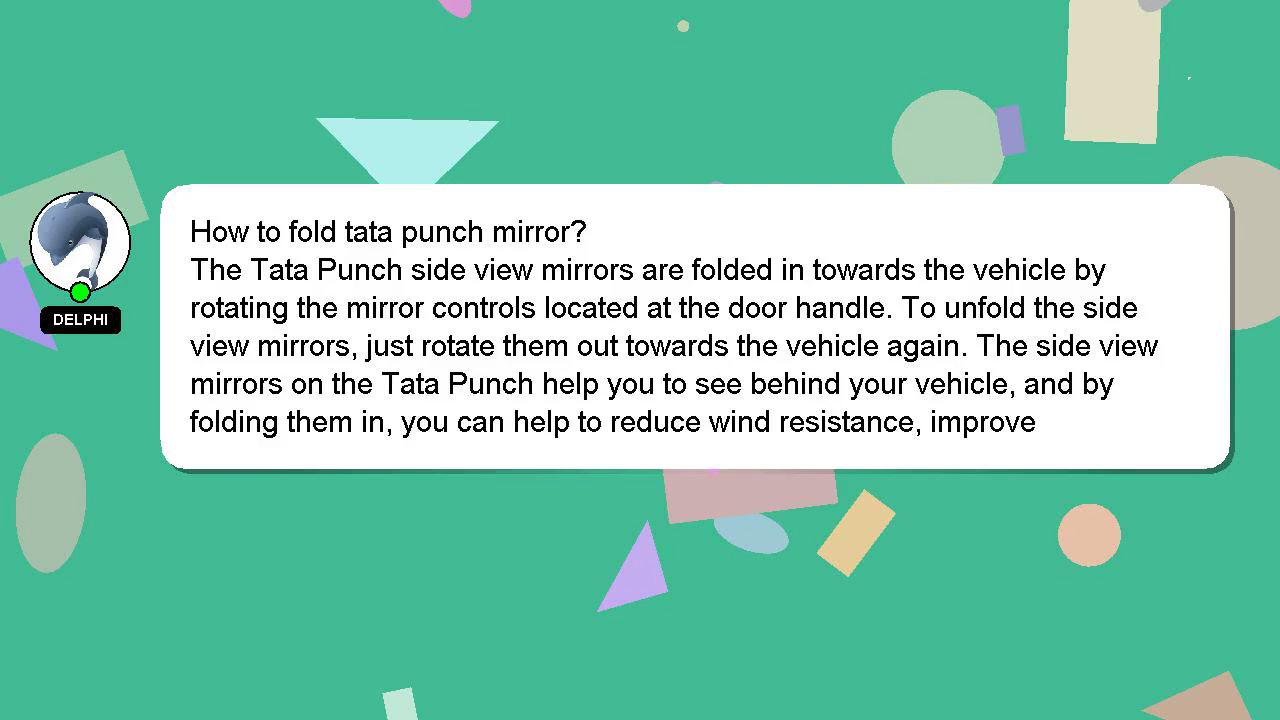 How to fold tata punch mirror?
The Tata Punch side view mirrors are folded in towards the vehicle by
rotating the mirror controls located at the door handle. To unfold the side
view mirrors, just rotate them out towards the vehicle again. The side view
mirrors on the Tata Punch help you to see behind your vehicle, and by
folding them in, you can help to reduce wind resistance, improve
DELPHI